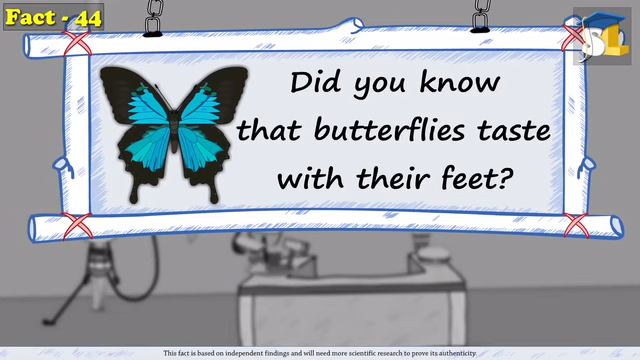 Fact - 44
SL
Did you know
that butterflies taste
with their feet?
This fact is based on independent findings and will need more scientific research to prove its authenticity.